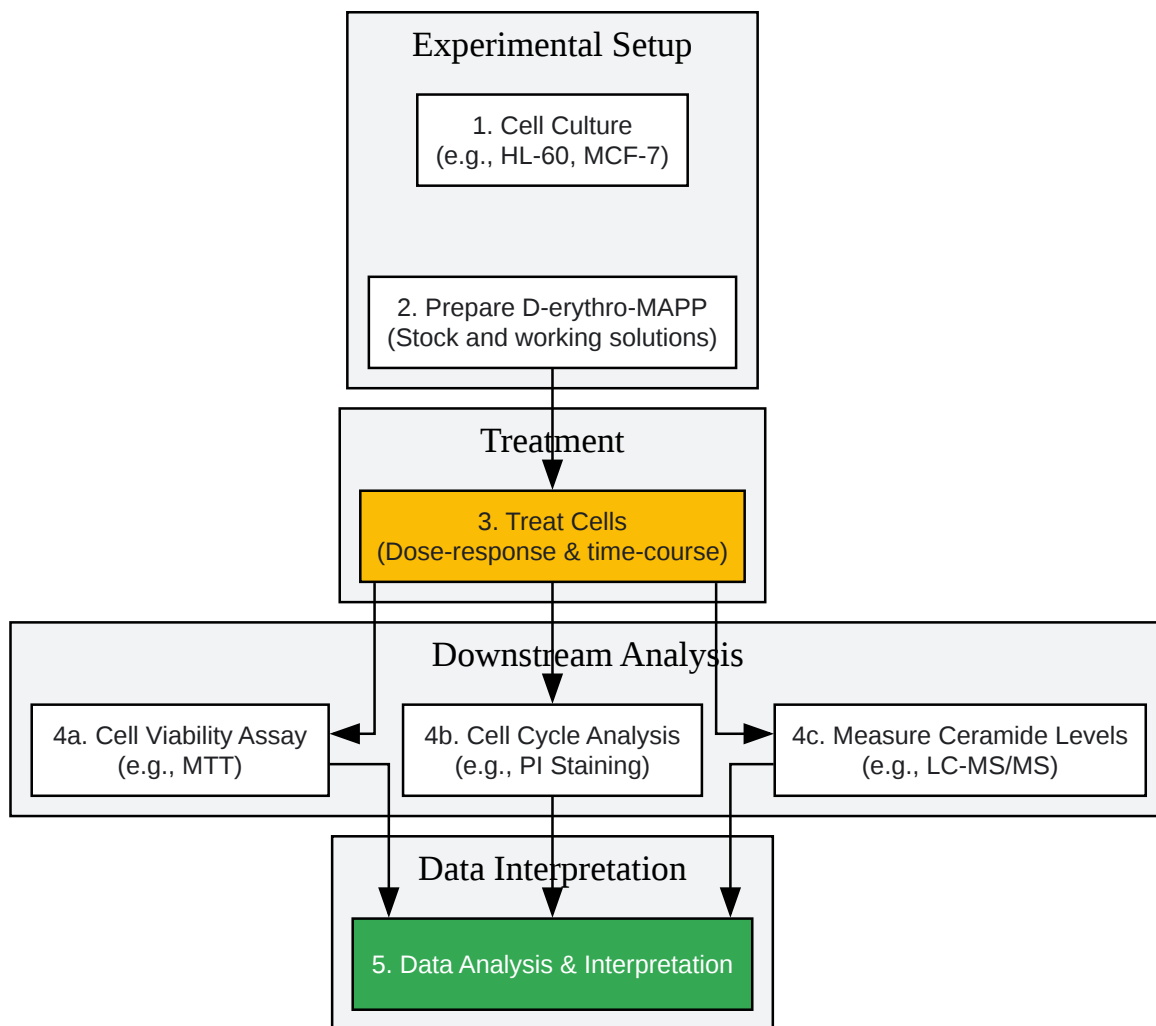 Experimental Setup
1. Cell Culture
(e.g., HL-60, MCF-7)
2. Prepare D-erythro-MAPP
(Stock and working solutions)
Treatment
3. Treat Cells
(Dose-response & time-course)
Downstream Analysis
4a. Cell Viability Assay
(e.g., MTT)
4b. Cell Cycle Analysis
(e.g., PI Staining)
4c. Measure Ceramide Levels
(e.g., LC-MS/MS)
Data Interpretation
5. Data Analysis & Interpretation